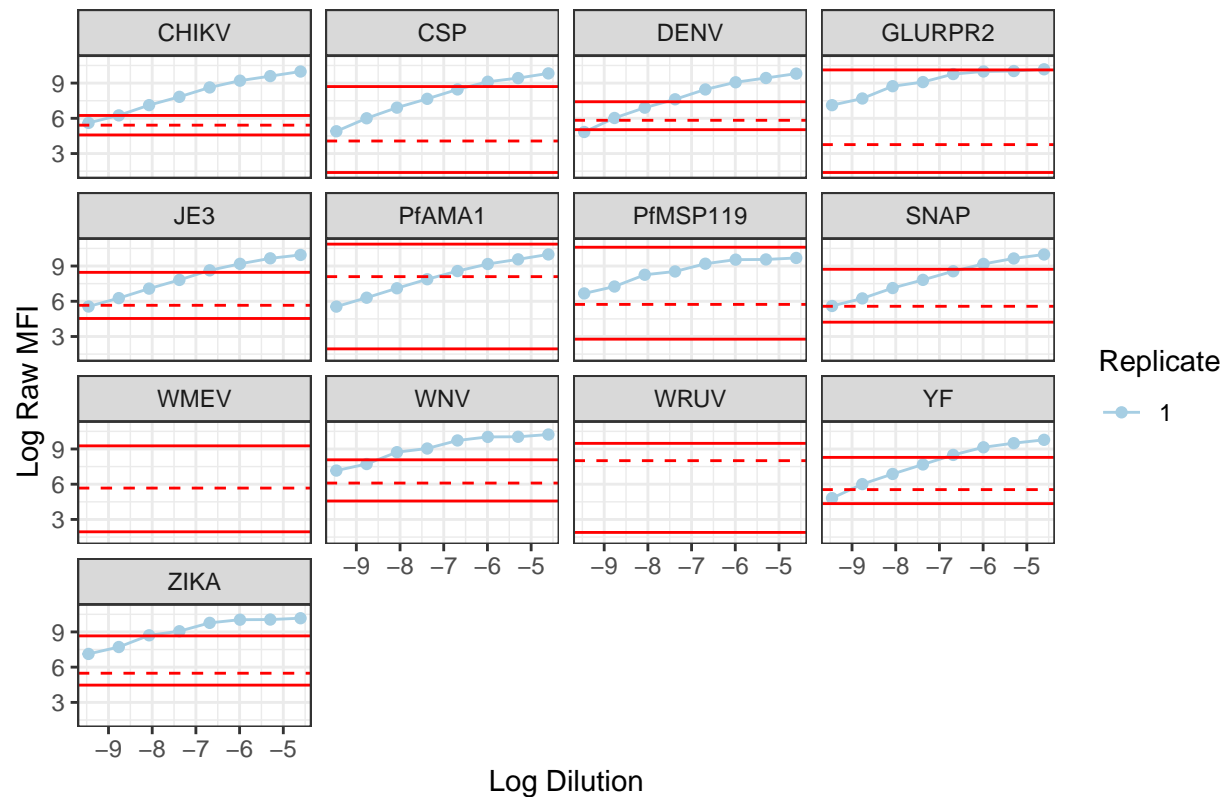 CHIKV CSP DENV GLURPR2
9
6
3
JE3 PfAMA1 PfMSP119 SNAP
9
6
3
WMEV WNV WRUV YF
9
6
3
−9 −8 −7 −6 −5 −9 −8 −7 −6 −5 −9 −8 −7 −6 −5
ZIKA
9
6
3
−9 −8 −7 −6 −5
Log Dilution
Log Raw MFI
Replicate
1